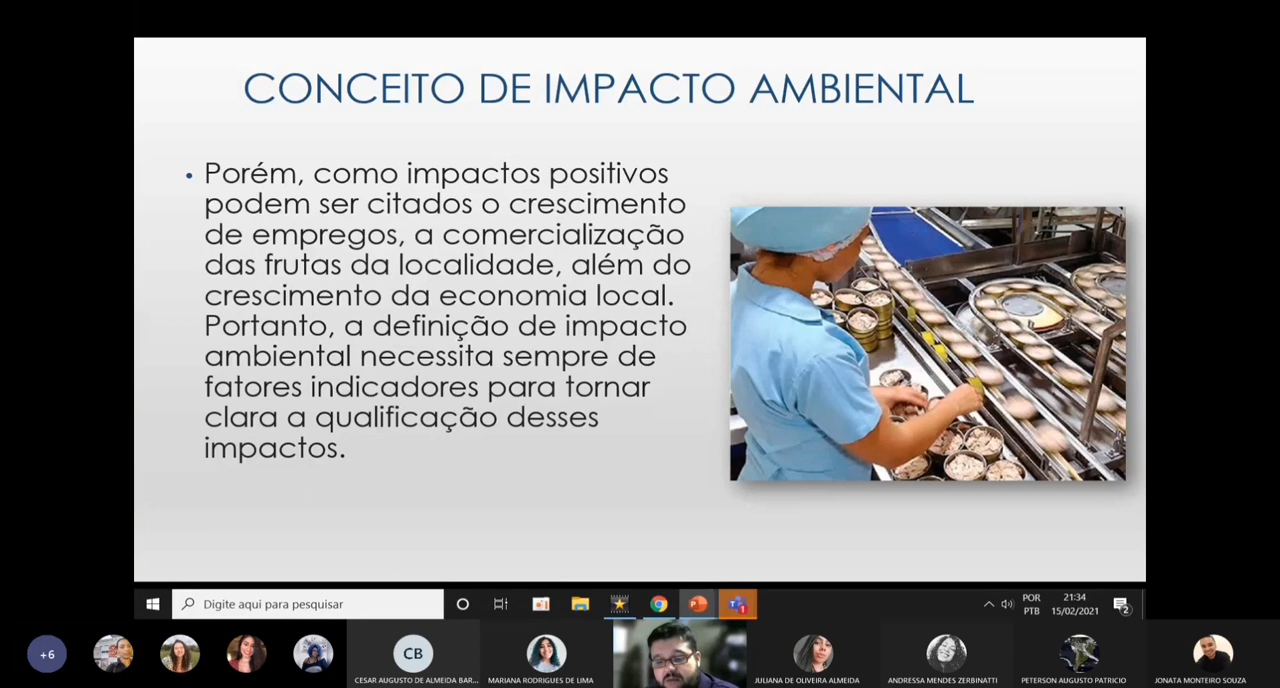 CONCEITO DE IMPACTO AMBIENTAL
• Porém, como impactos positivos
podem ser citados o crescimento
de empregos, a comercialização
das frutas da localidade, além do
crescimento da economia local.
Portanto, a definição de impacto
ambiental necessita sempre de
fatores indicadores para tornar
clara a qualificação desses
impactos.
Digite aqui para pesquisar
1
POR
PTB
21:34
15/02/2021
2
+6
CB
CESAR AUGUSTO DE ALMEIDA BAR...
MARIANA RODRIGUES DE LIMA
JULIANA DE OLIVEIRA ALMEIDA
ANDRESSA MENDES ZERBINATTI
PETERSON AUGUSTO PATRICIO
JONATA MONTEIRO SOUZA